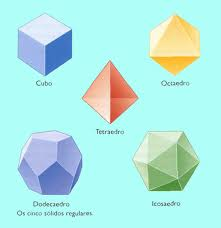 Cubo
Octaedro
Tetraedro
Dodecaedro
Icosaedro
Os cinco sólidos regulares